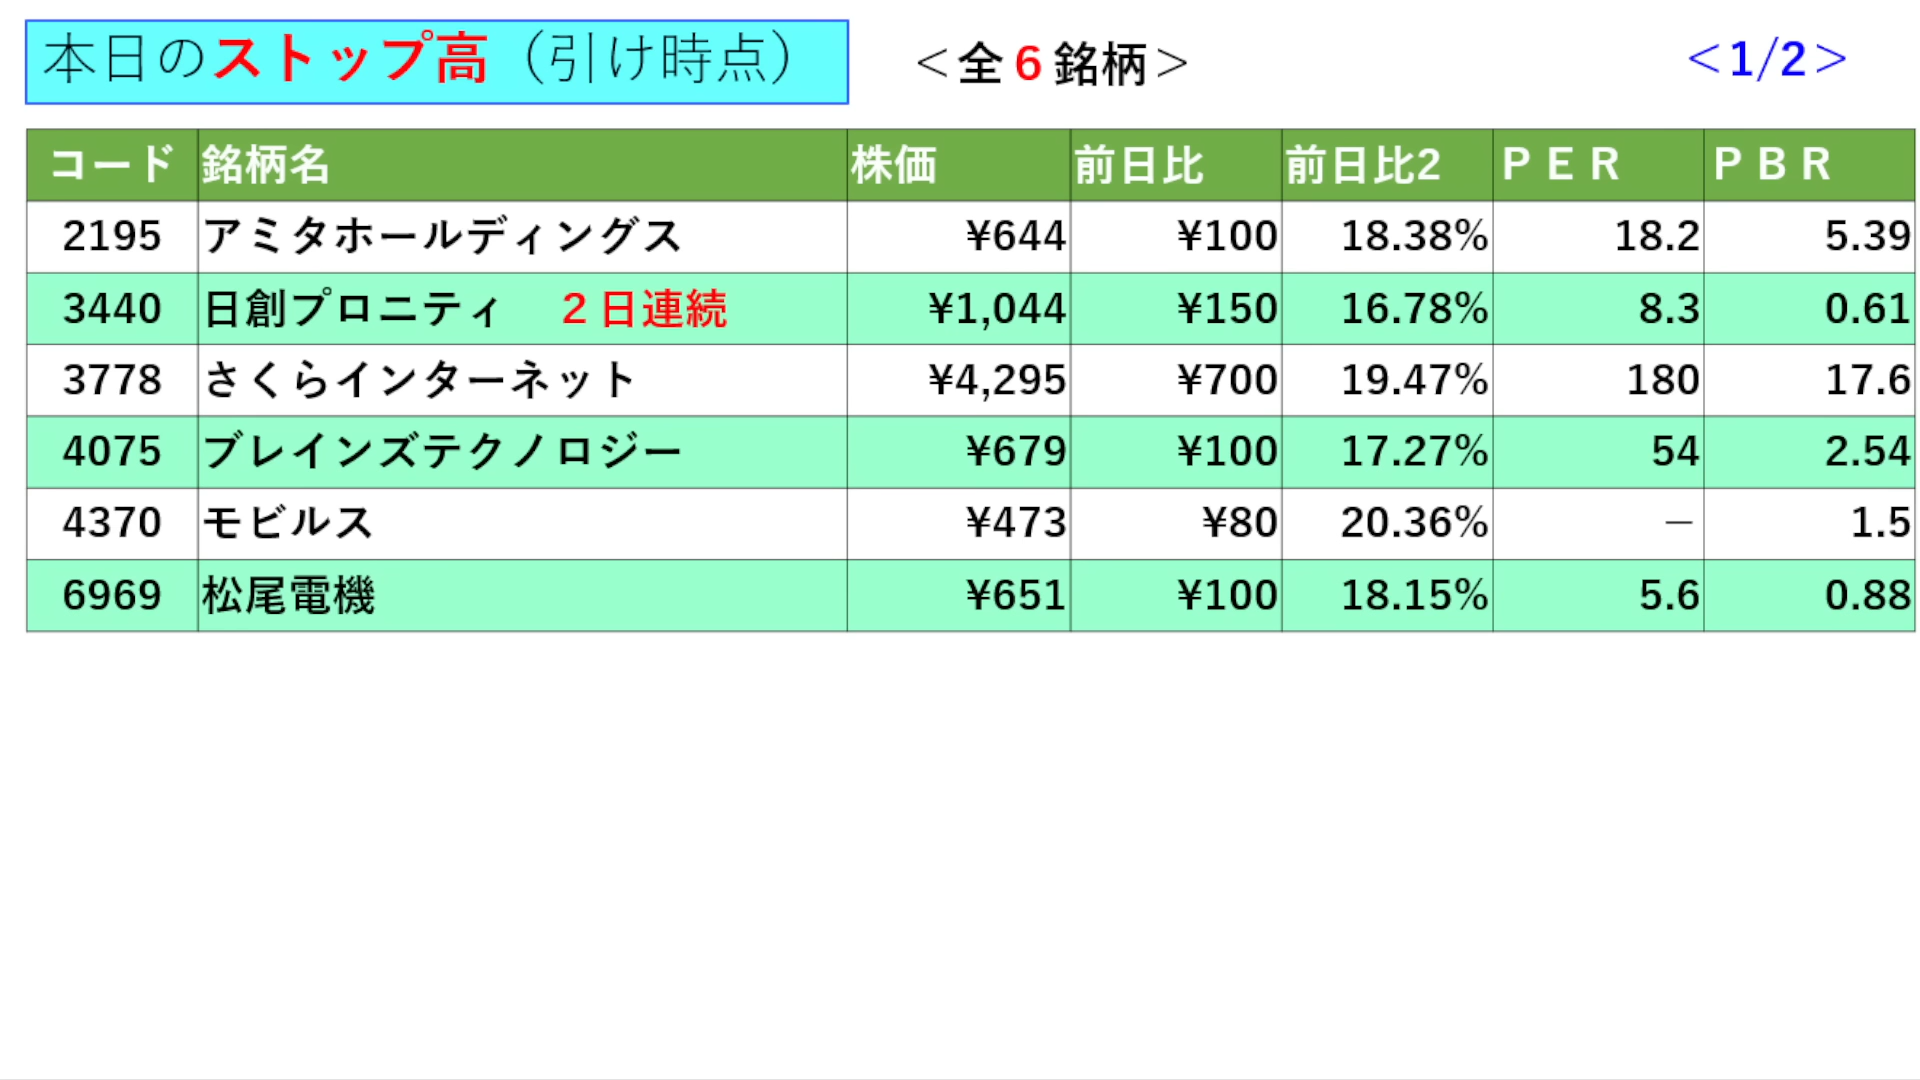 本日のストップ高（引け時点）
＜全６銘柄＞
＜1/2＞
コード 銘柄名 株価 前日比 前日比2 ＰＥＲ ＰＢＲ
2195 アミタホールディングス ¥644 ¥100 18.38% 18.2 5.39
3440 日創プロニティ　２日連続 ¥1,044 ¥150 16.78% 8.3 0.61
3778 さくらインターネット ¥4,295 ¥700 19.47% 180 17.6
4075 ブレインズテクノロジー ¥679 ¥100 17.27% 54 2.54
4370 モビルス ¥473 ¥80 20.36% － 1.5
6969 松尾電機 ¥651 ¥100 18.15% 5.6 0.88